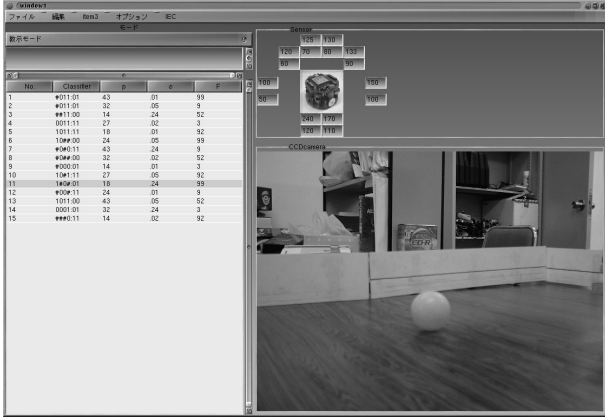 window1
ファイル 編集 item3 オプション IEC
モード
教示モード
No. Classifier p e F
1 #011:01 43 .01 99
2 #011:01 32 .05 9
3 ##11:00 14 .24 52
4 0011:11 27 .02 3
5 1011:11 18 .01 92
6 10##:00 24 .05 99
7 #0#0:11 43 .24 9
8 #0##:00 32 .02 52
9 #000:01 14 .01 3
10 10#1:11 27 .05 92
11 1#0#:01 18 .24 99
12 #00#:11 24 .01 9
13 1011:00 43 .05 52
14 0001:01 32 .24 3
15 ###0:11 14 .02 92
Sensor
125 130
120 70 80 133
60 90
100 150
50 100
240 170
120 110
CCDcamera